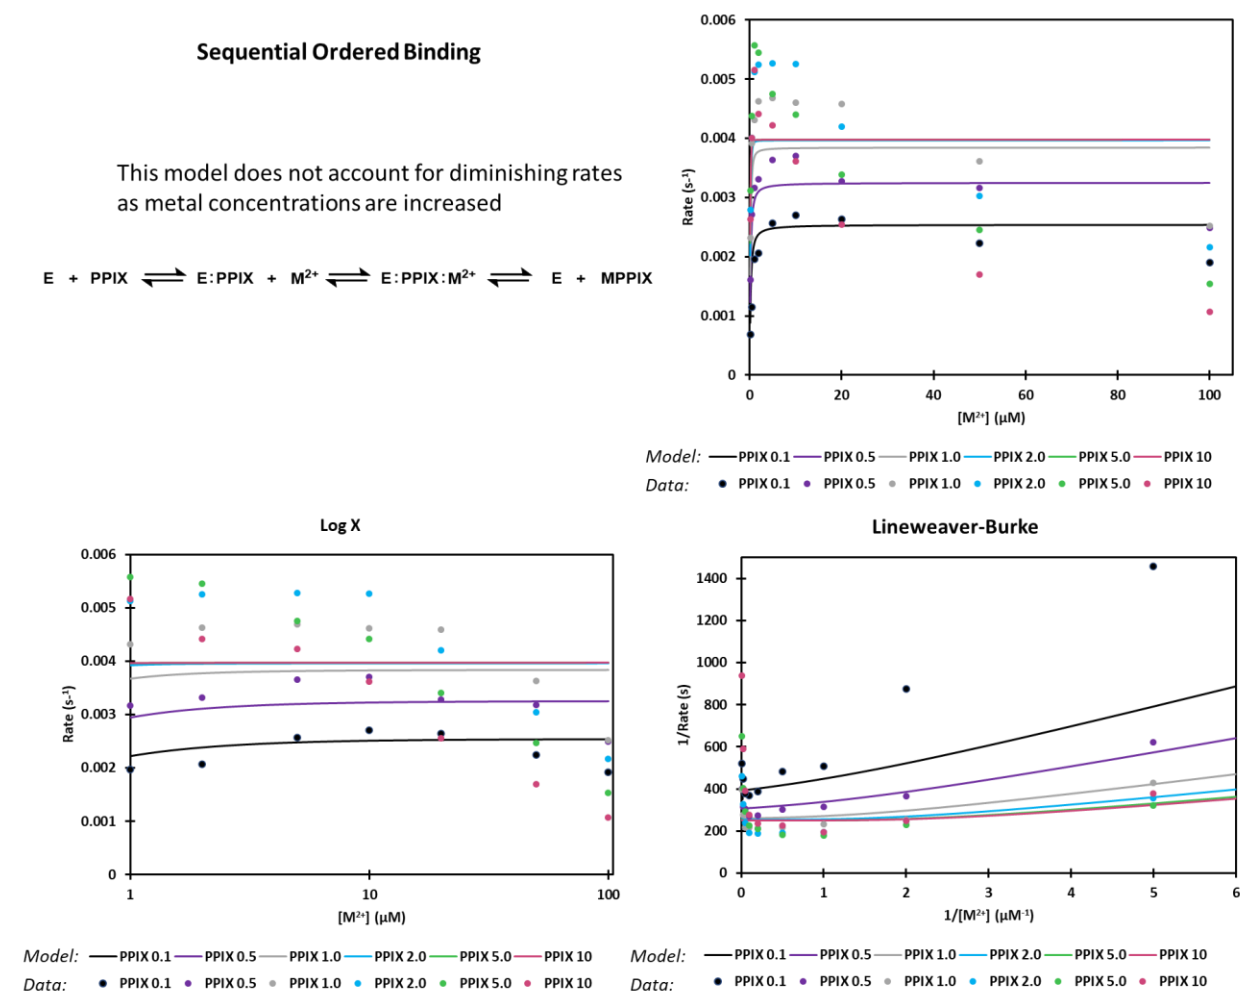 Sequential Ordered Binding
This model does not account for diminishing rates
as metal concentrations are increased
E + PPIX ⇌ E:PPIX + M²⁺ ⇌ E:PPIX:M²⁺ ⇌ E + MPPIX
0.006
0.005
0.004
0.003
0.002
0.001
0
Rate (s⁻¹)
0 20 40 60 80 100
[M²⁺] (µM)
Model: PPIX 0.1 PPIX 0.5 PPIX 1.0 PPIX 2.0 PPIX 5.0 PPIX 10
Data: PPIX 0.1 PPIX 0.5 PPIX 1.0 PPIX 2.0 PPIX 5.0 PPIX 10
Log X
0.006
0.005
0.004
0.003
0.002
0.001
0
Rate (s⁻¹)
1 10 100
[M²⁺] (µM)
Model: PPIX 0.1 PPIX 0.5 PPIX 1.0 PPIX 2.0 PPIX 5.0 PPIX 10
Data: PPIX 0.1 PPIX 0.5 PPIX 1.0 PPIX 2.0 PPIX 5.0 PPIX 10
Lineweaver-Burke
1400
1200
1000
800
600
400
200
0
1/Rate (s)
0 1 2 3 4 5 6
1/[M²⁺] (µM⁻¹)
Model: PPIX 0.1 PPIX 0.5 PPIX 1.0 PPIX 2.0 PPIX 5.0 PPIX 10
Data: PPIX 0.1 PPIX 0.5 PPIX 1.0 PPIX 2.0 PPIX 5.0 PPIX 10